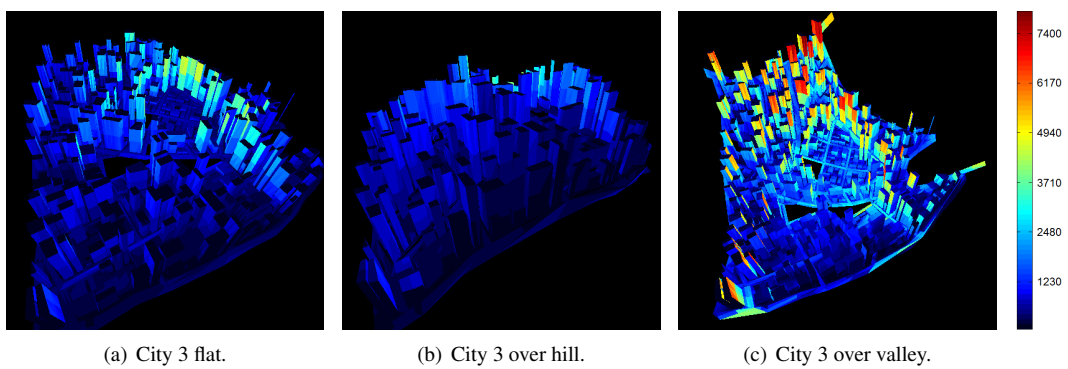 7400
6170
4940
3710
2480
1230
(a) City 3 flat.
(b) City 3 over hill.
(c) City 3 over valley.